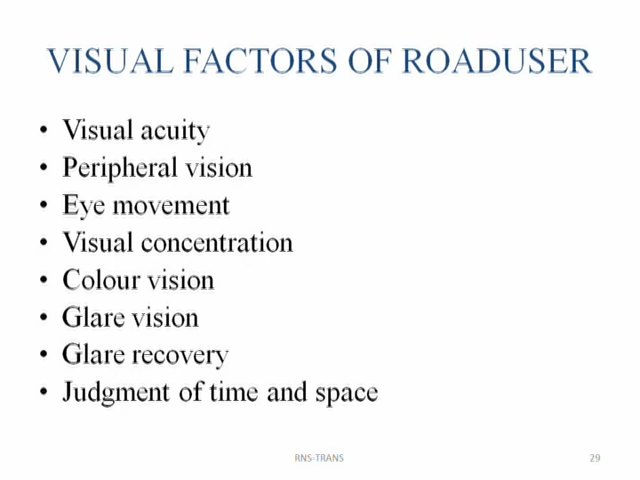 VISUAL FACTORS OF ROADUSER
• Visual acuity
• Peripheral vision
• Eye movement
• Visual concentration
• Colour vision
• Glare vision
• Glare recovery
• Judgment of time and space
RNS-TRANS
29